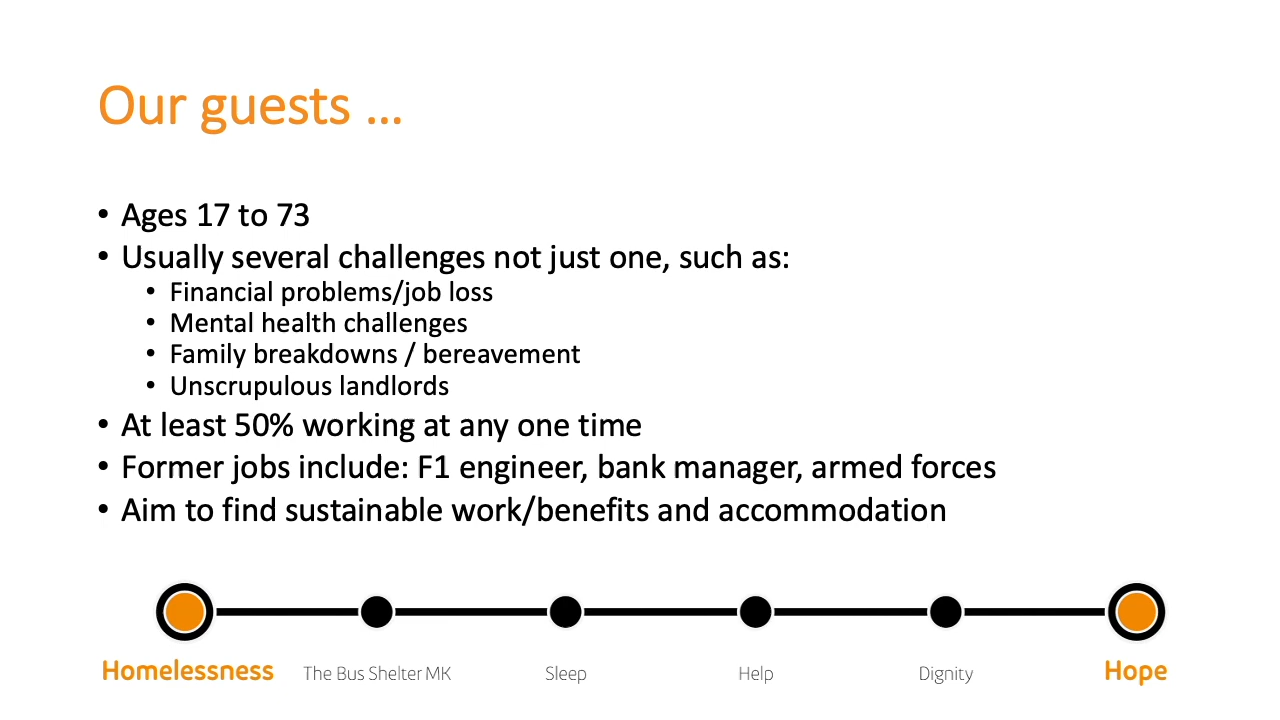 Our guests ...
• Ages 17 to 73
• Usually several challenges not just one, such as:
• Financial problems/job loss
• Mental health challenges
• Family breakdowns / bereavement
• Unscrupulous landlords
• At least 50% working at any one time
• Former jobs include: F1 engineer, bank manager, armed forces
• Aim to find sustainable work/benefits and accommodation
Homelessness The Bus Shelter MK Sleep Help Dignity Hope